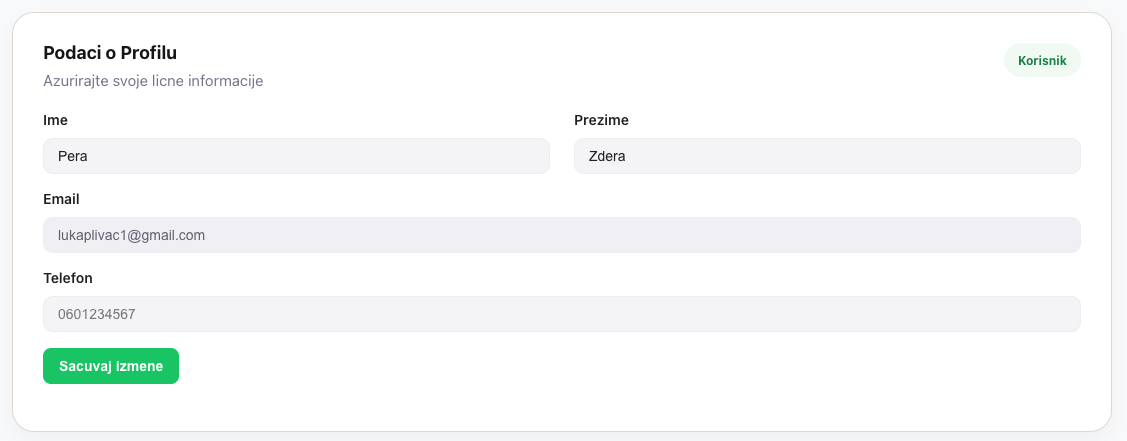 Podaci o Profilu
Korisnik
Azurirajte svoje licne informacije
Ime
Prezime
Pera
Zdera
Email
lukaplivac1@gmail.com
Telefon
0601234567
Sacuvaj izmene